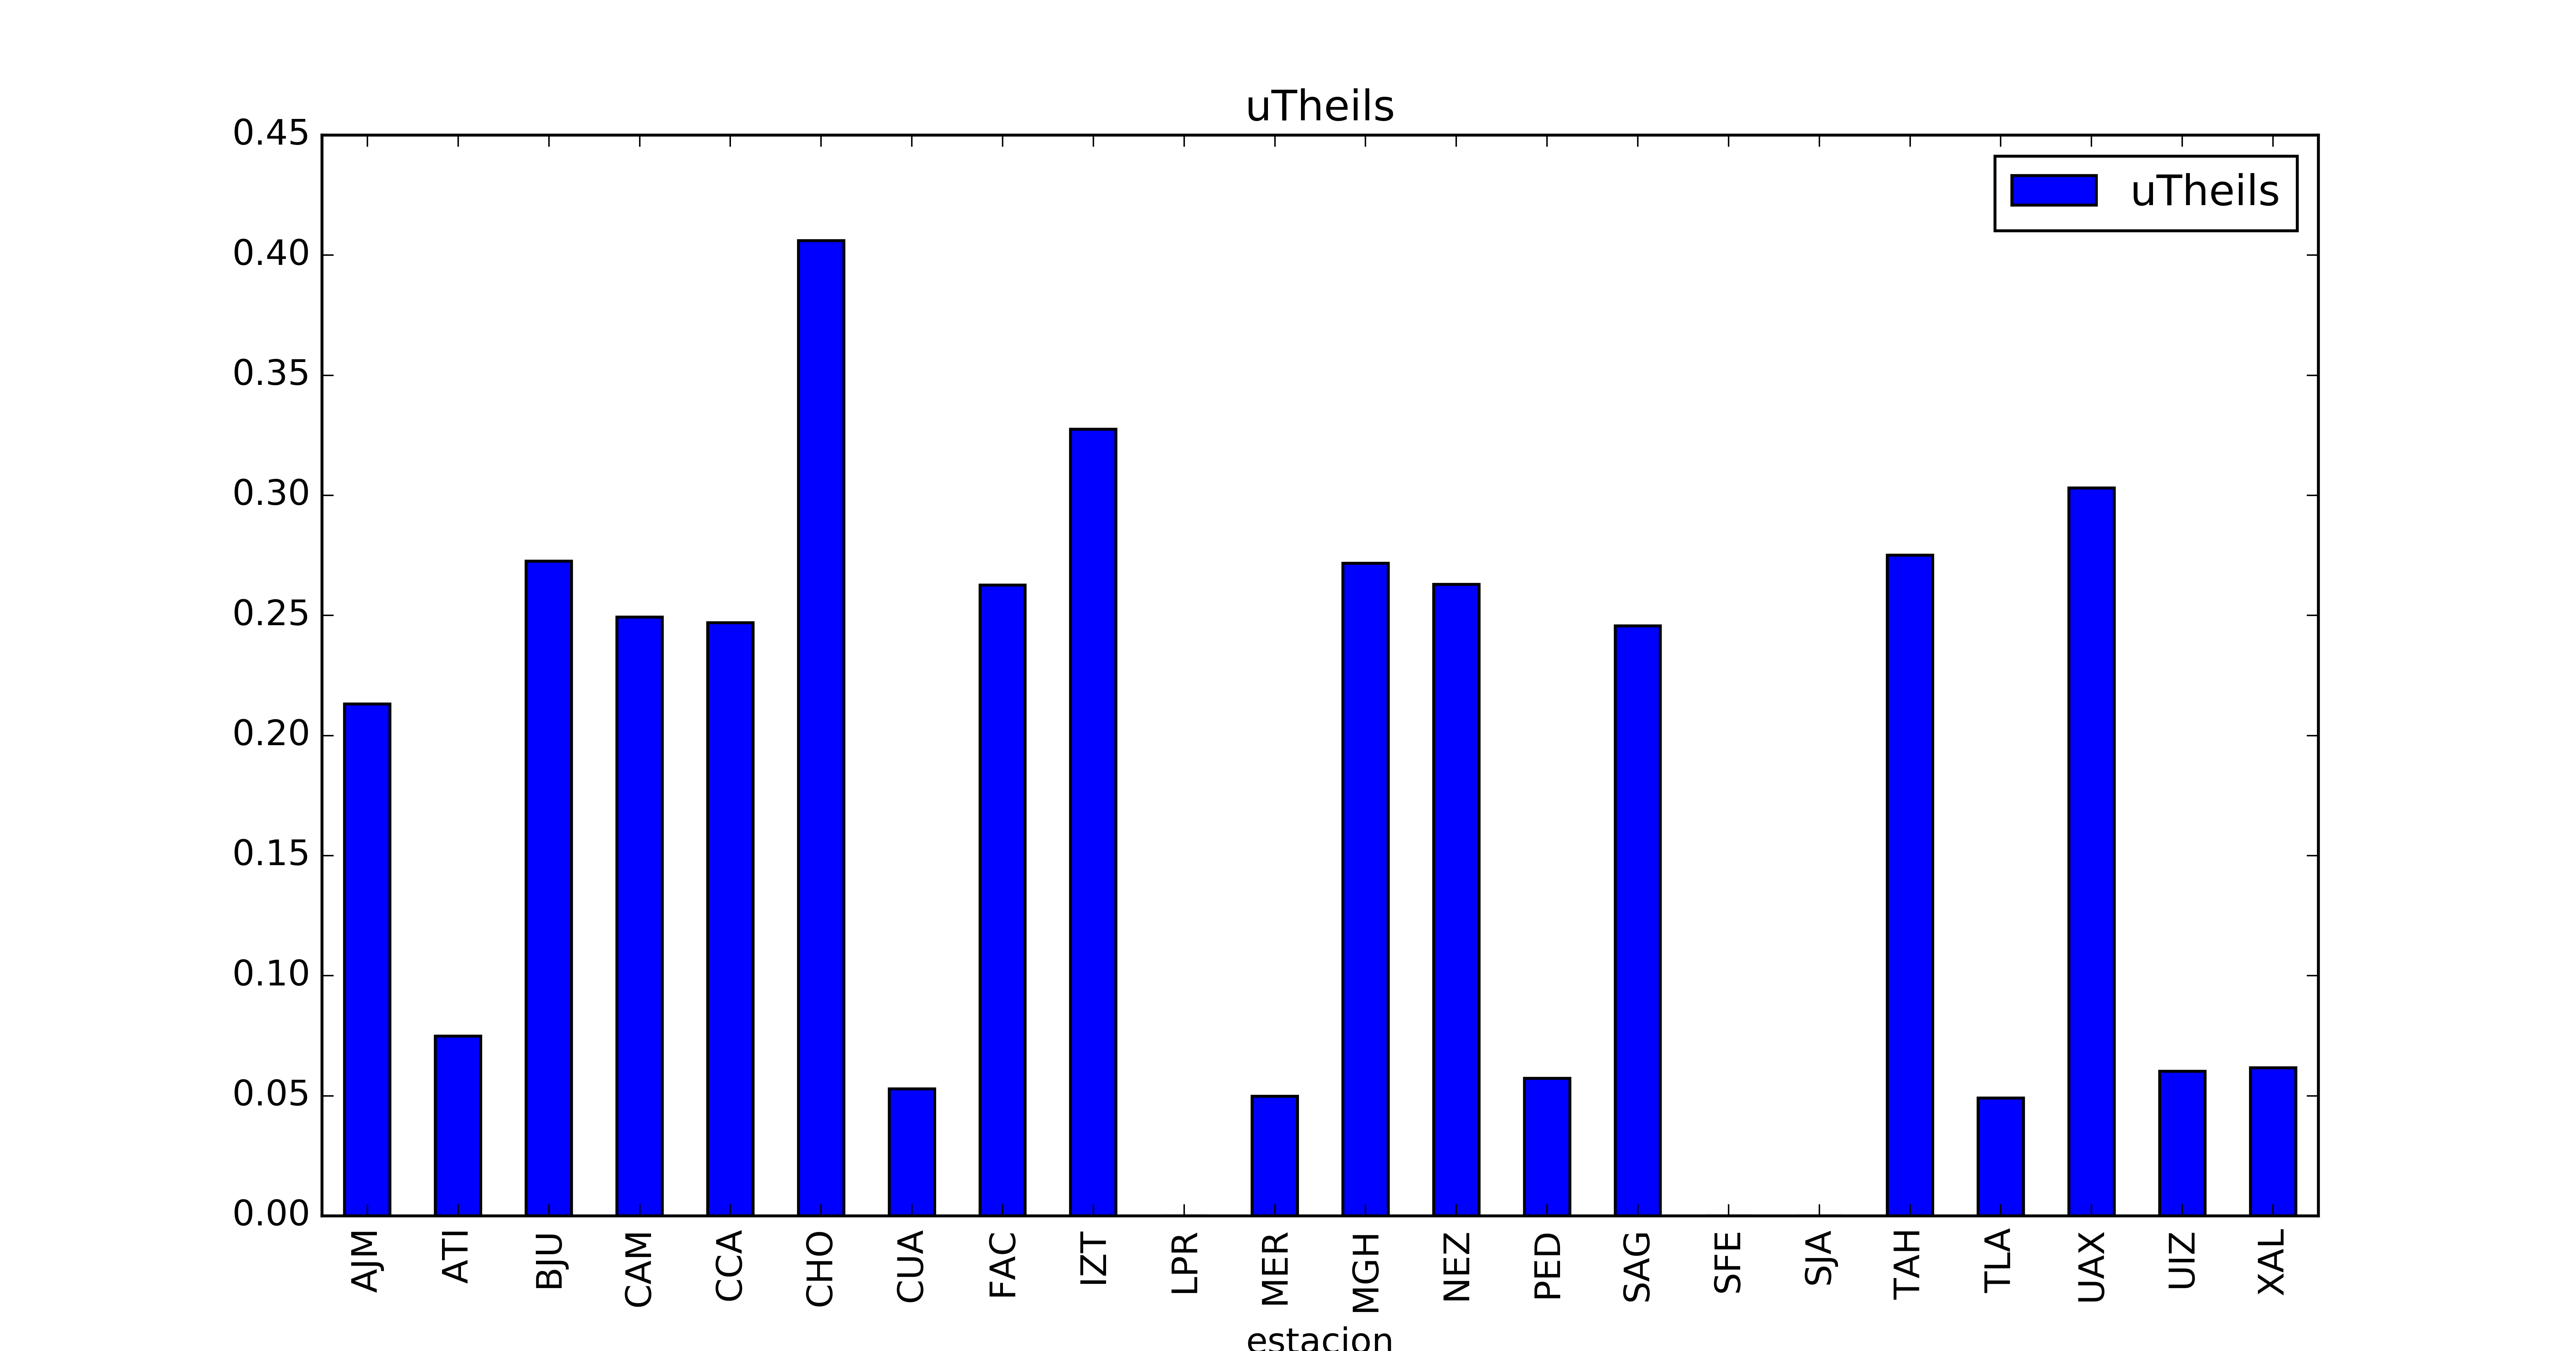 uTheils
uTheils
0.45
0.40
0.35
0.30
0.25
0.20
0.15
0.10
0.05
0.00
AJM
ATI
BJU
CAM
CCA
CHO
CUA
FAC
IZT
LPR
MER
MGH
NEZ
PED
SAG
SFE
SJA
TAH
TLA
UAX
UIZ
XAL
estacion